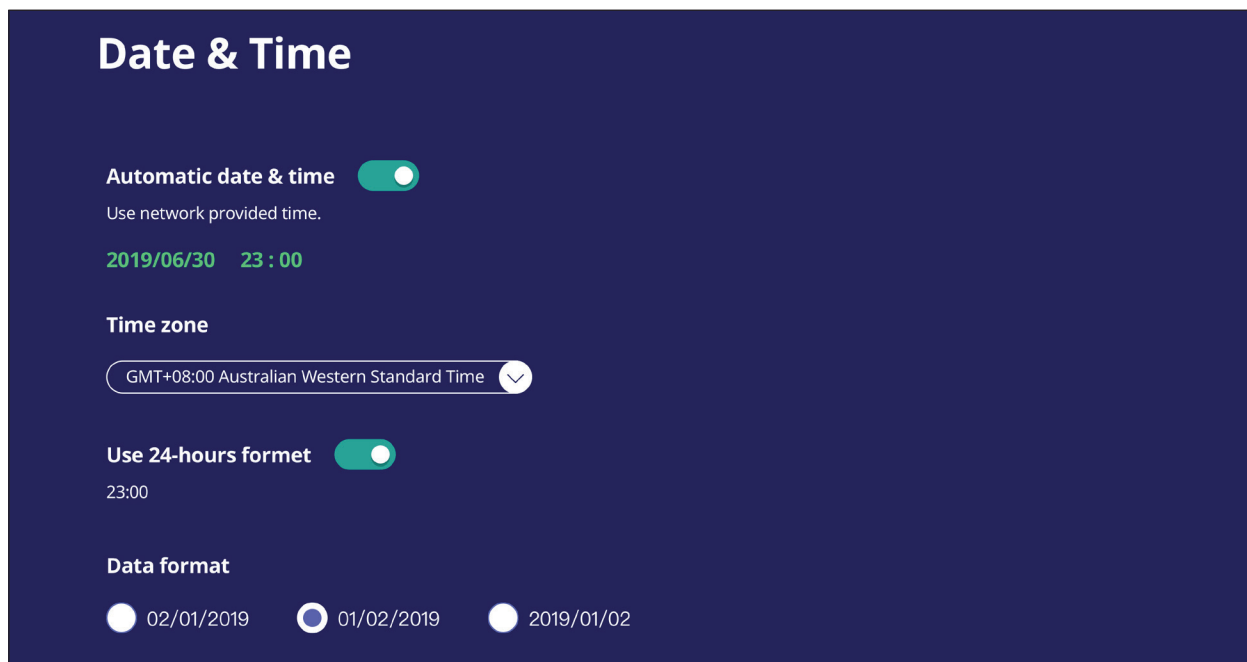 Date & Time
Automatic date & time
Use network provided time.
2019/06/30 23 : 00
Time zone
GMT+08:00 Australian Western Standard Time
Use 24-hours formet
23:00
Data format
02/01/2019 01/02/2019 2019/01/02